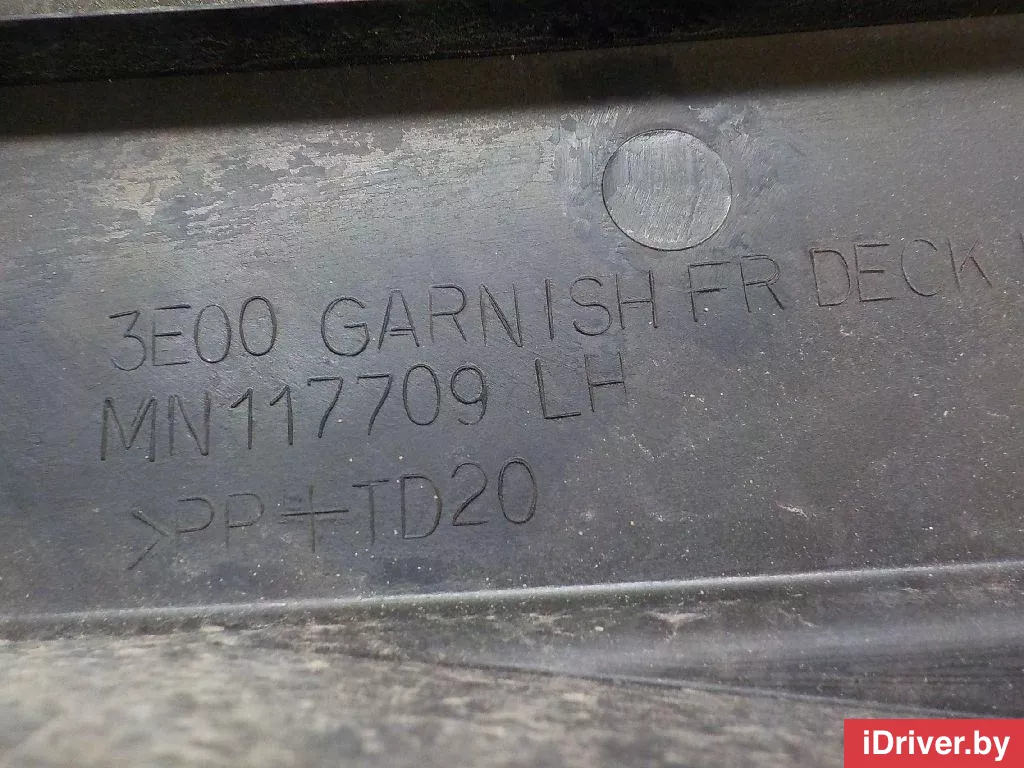 3E00 GARNISH FR DECK
MN117709 LH
>PP+TD20
iDriver.by